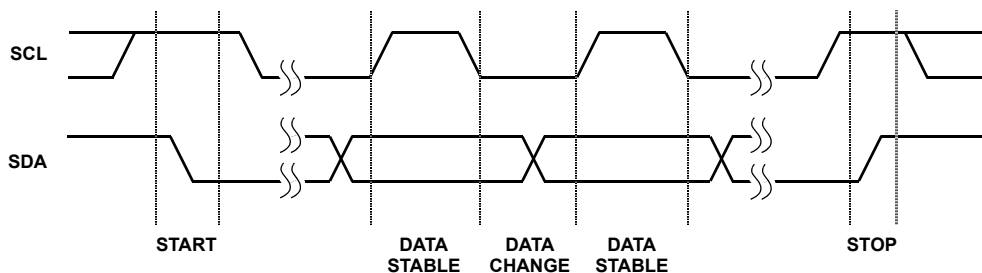 SCL
SDA
START
DATA
STABLE
DATA
CHANGE
DATA
STABLE
STOP